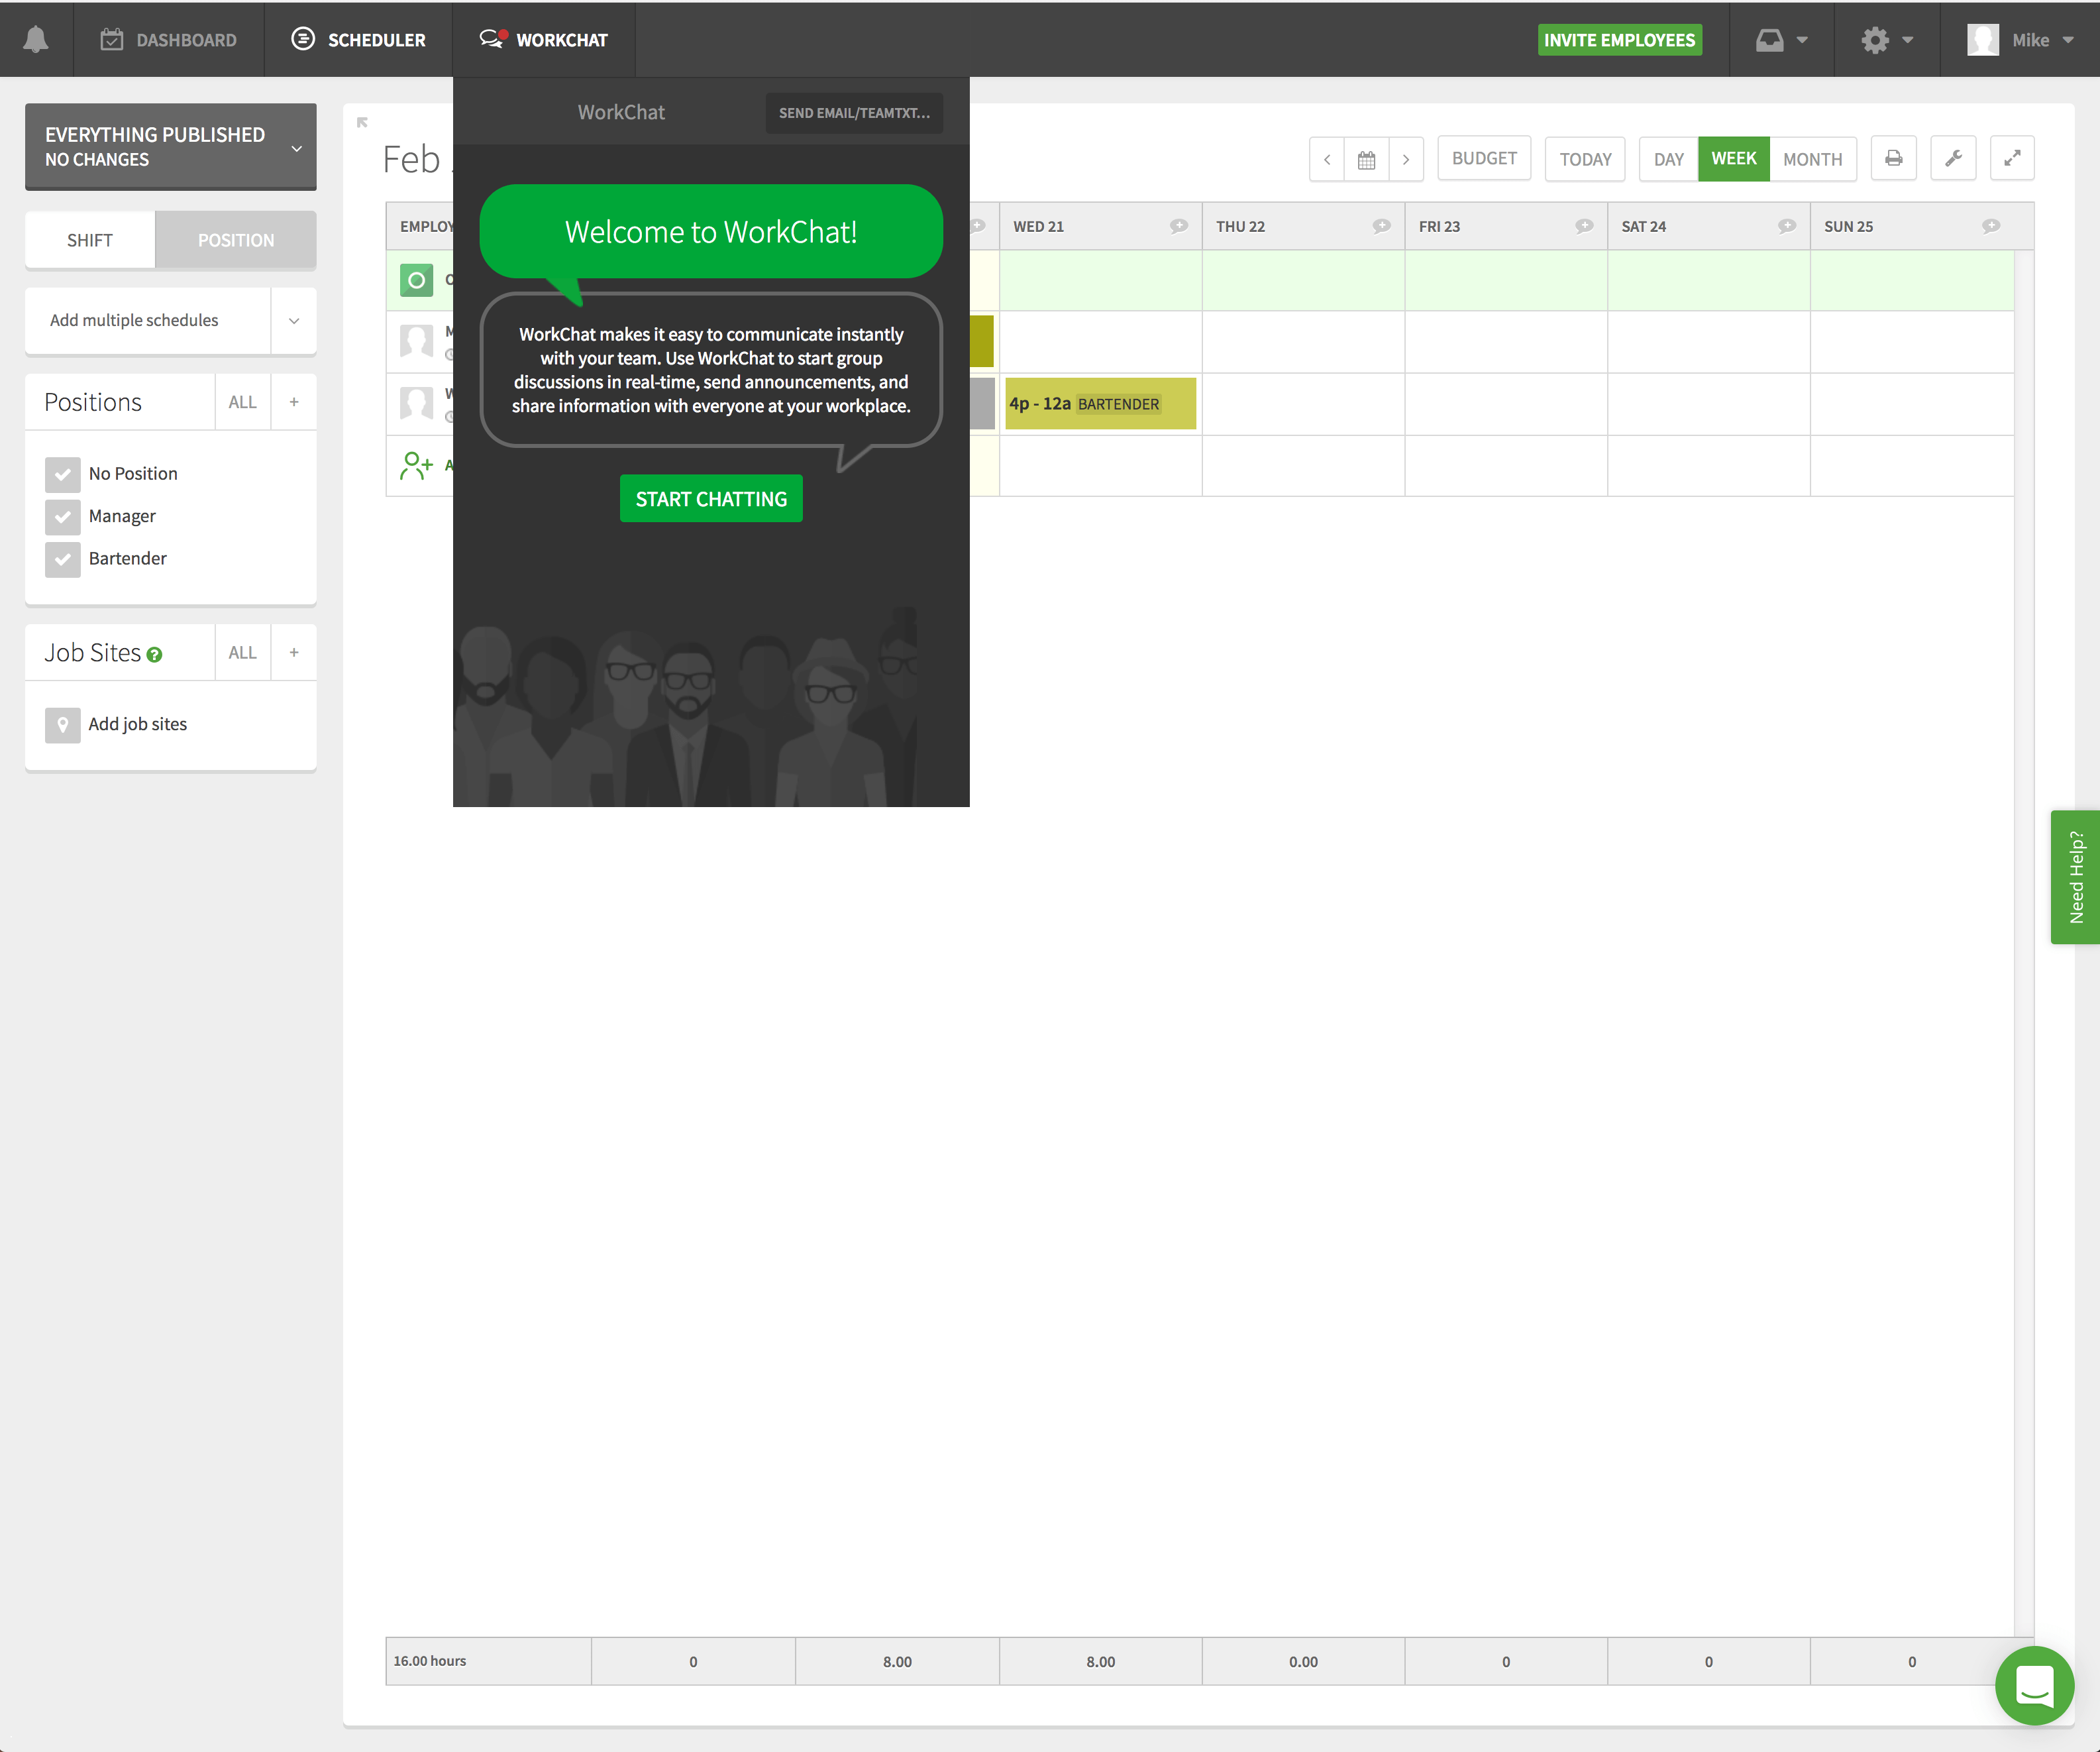 DASHBOARD
SCHEDULER
WORKCHAT
INVITE EMPLOYEES
Mike
EVERYTHING PUBLISHED
NO CHANGES
SHIFT
POSITION
Add multiple schedules
Positions
ALL
+
No Position
Manager
Bartender
Job Sites ?
ALL
+
Add job sites
WorkChat
SEND EMAIL/TEAMTXT...
Welcome to WorkChat!
WorkChat makes it easy to communicate instantly
with your team. Use WorkChat to start group
discussions in real-time, send announcements, and
share information with everyone at your workplace.
START CHATTING
Feb
BUDGET
TODAY
DAY
WEEK
MONTH
EMPLOY
WED 21
THU 22
FRI 23
SAT 24
SUN 25
4p - 12a BARTENDER
16.00 hours
0
8.00
8.00
0.00
0
0
0
Need Help?